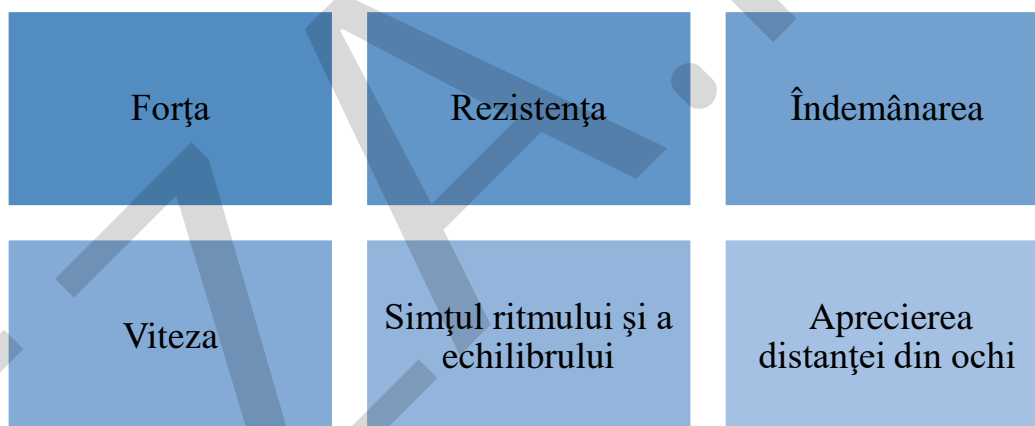 Forţa
Rezistenţa
Îndemânarea
Viteza
Simţul ritmului şi a
echilibrului
Aprecierea
distanţei din ochi